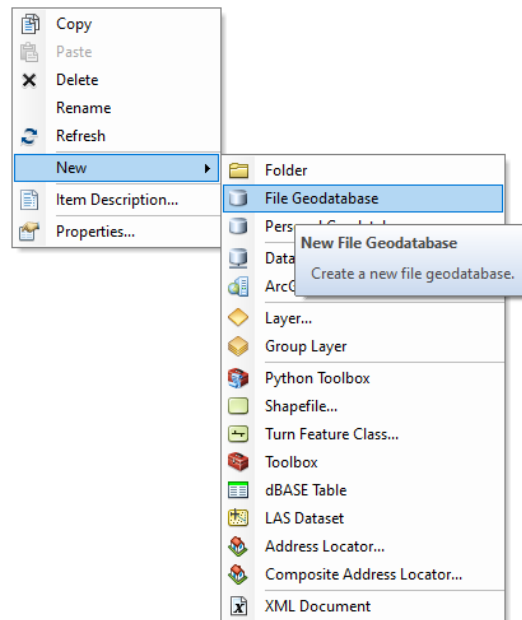 Copy
Paste
Delete
Rename
Refresh
New
Item Description...
Properties...
Folder
File Geodatabase
New File Geodatabase
Create a new file geodatabase.
Layer...
Group Layer
Python Toolbox
Shapefile...
Turn Feature Class...
Toolbox
dBASE Table
LAS Dataset
Address Locator...
Composite Address Locator...
XML Document